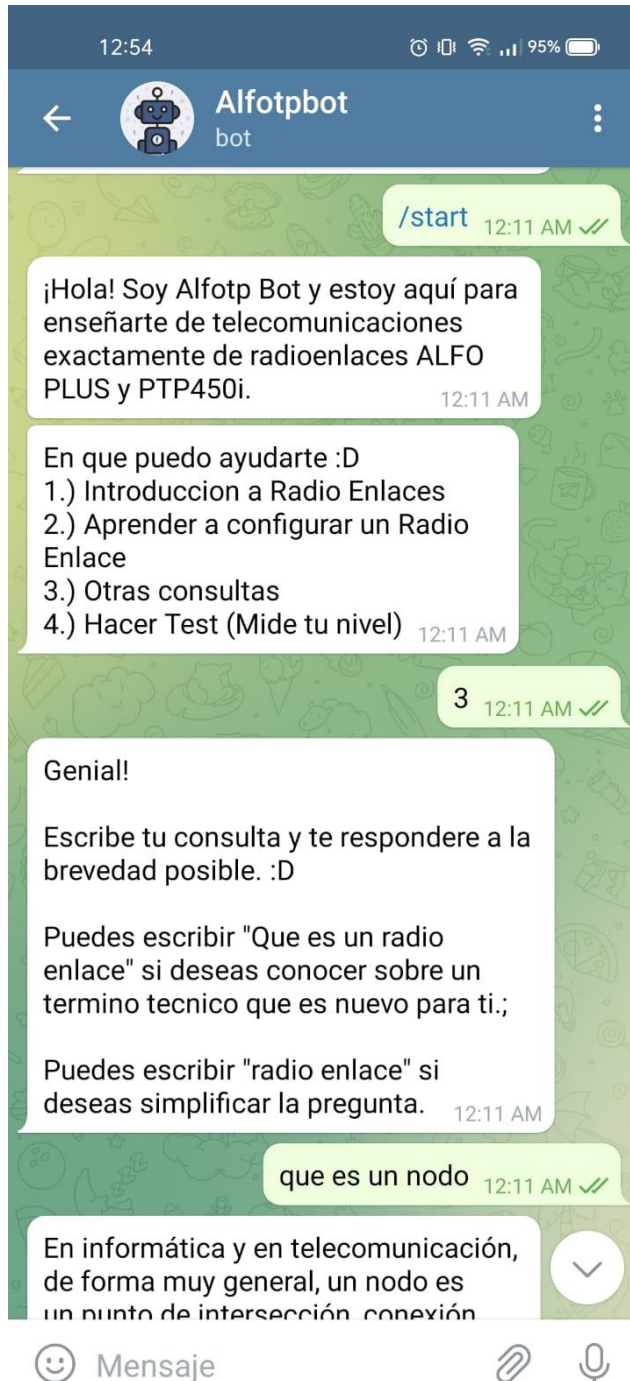 12:54
95%
Alfotpbot
bot
/start 12:11 AM
¡Hola! Soy Alfotp Bot y estoy aquí para
enseñarte de telecomunicaciones
exactamente de radioenlaces ALFO
PLUS y PTP450i. 12:11 AM
En que puedo ayudarte :D
1.) Introduccion a Radio Enlaces
2.) Aprender a configurar un Radio
Enlace
3.) Otras consultas
4.) Hacer Test (Mide tu nivel) 12:11 AM
3 12:11 AM
Genial!
Escribe tu consulta y te respondere a la
brevedad posible. :D
Puedes escribir "Que es un radio
enlace" si deseas conocer sobre un
termino tecnico que es nuevo para ti.;
Puedes escribir "radio enlace" si
deseas simplificar la pregunta. 12:11 AM
que es un nodo 12:11 AM
En informática y en telecomunicación,
de forma muy general, un nodo es
un punto de intersección, conexión
Mensaje